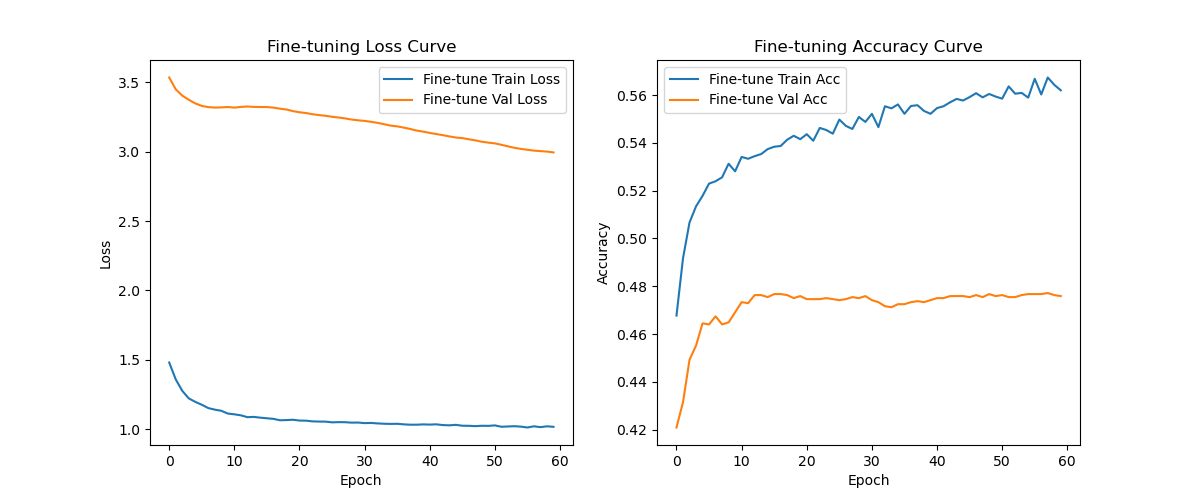 Fine-tuning Loss Curve
Fine-tune Train Loss
Fine-tune Val Loss
3.5
3.0
2.5
2.0
1.5
1.0
Loss
0 10 20 30 40 50 60
Epoch
Fine-tuning Accuracy Curve
Fine-tune Train Acc
Fine-tune Val Acc
0.56
0.54
0.52
0.50
0.48
0.46
0.44
0.42
Accuracy
0 10 20 30 40 50 60
Epoch